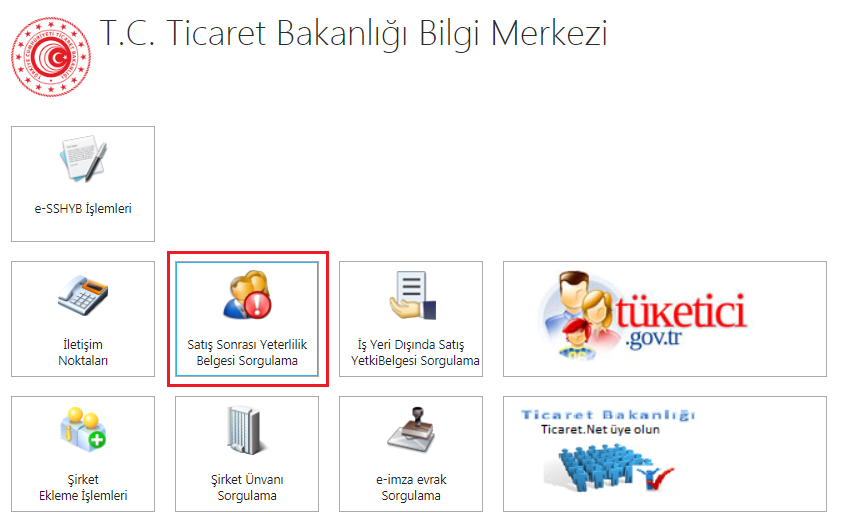 T.C. Ticaret Bakanlığı Bilgi Merkezi
e-SSHYB İşlemleri
İletişim
Noktaları
Satış Sonrası Yeterlilik
Belgesi Sorgulama
İş Yeri Dışında Satış
YetkiBelgesi Sorgulama
tüketici
.gov.tr
Şirket
Ekleme İşlemleri
Şirket Ünvanı
Sorgulama
e-imza evrak
Sorgulama
Ticaret Bakanlığı
Ticaret.Net üye olun